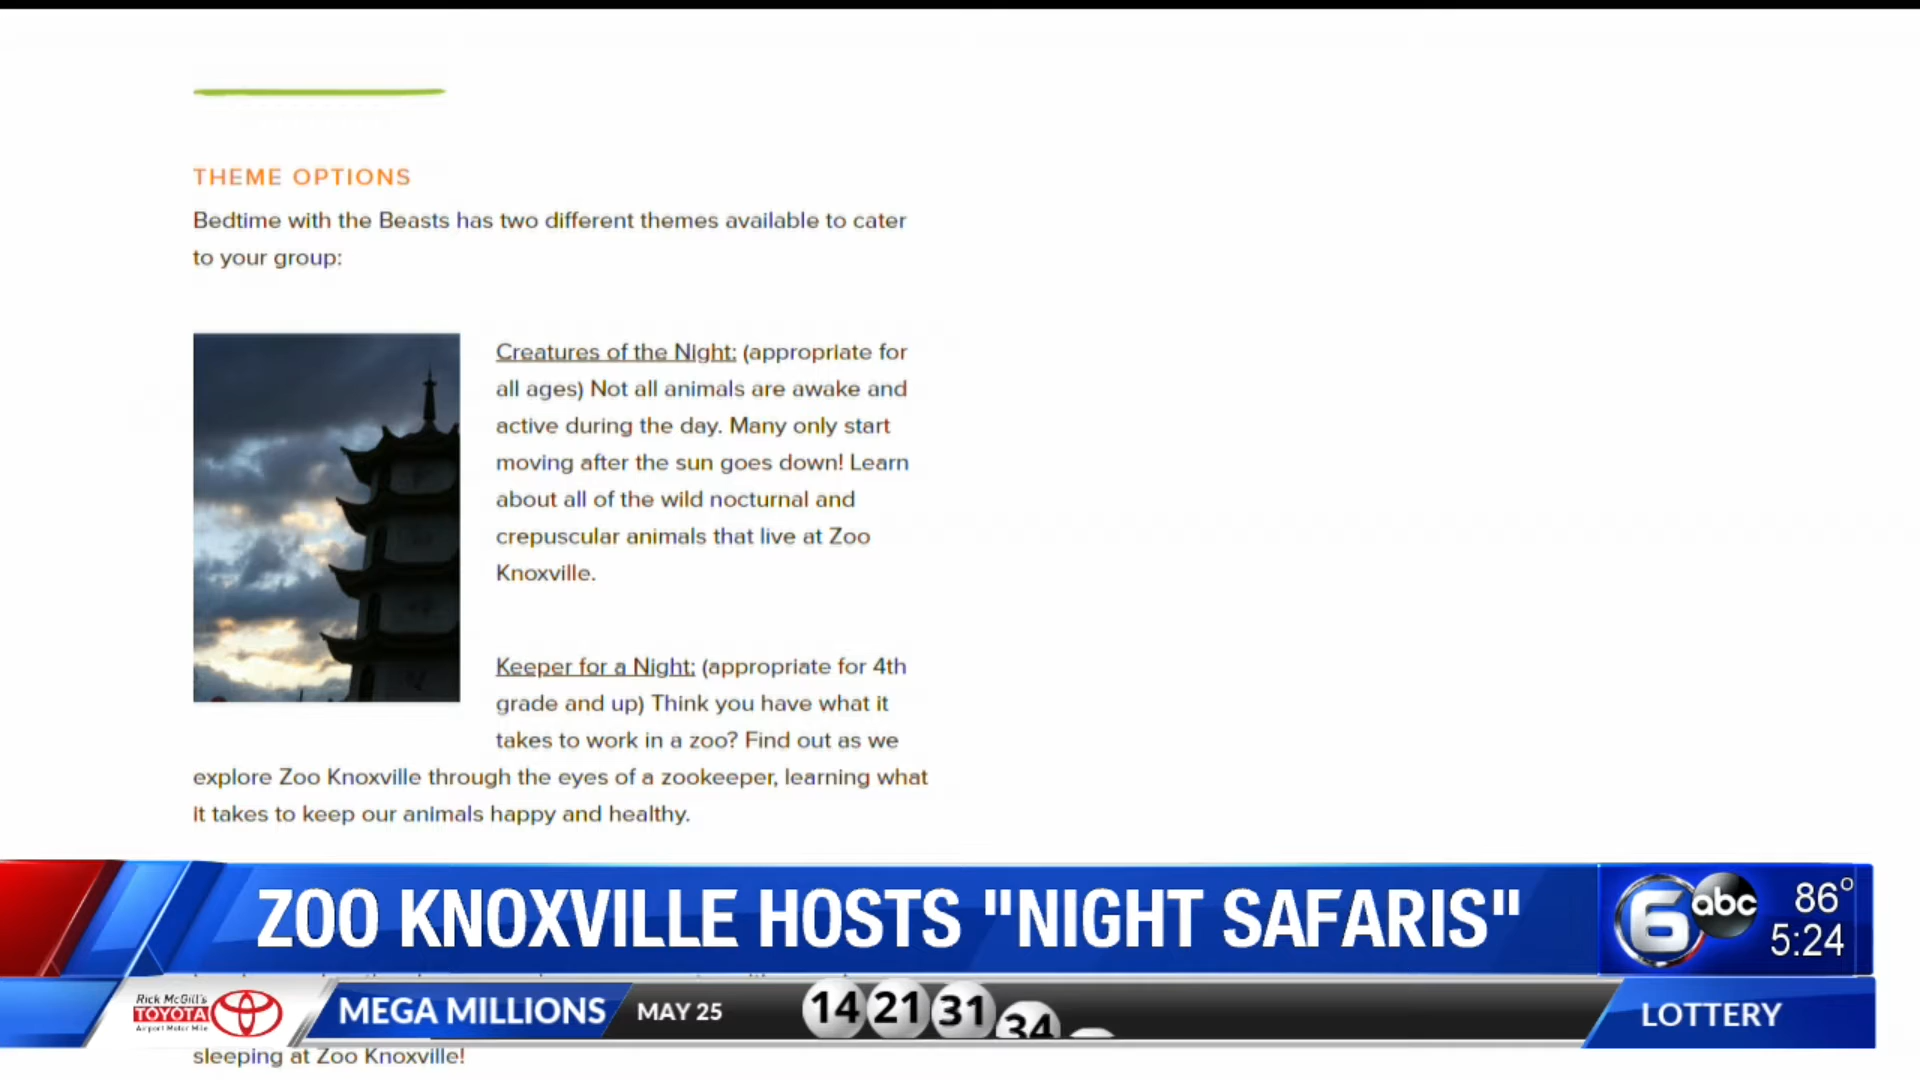 THEME OPTIONS
Bedtime with the Beasts has two different themes available to cater
to your group:
Creatures of the Night: (appropriate for
all ages) Not all animals are awake and
active during the day. Many only start
moving after the sun goes down! Learn
about all of the wild nocturnal and
crepuscular animals that live at Zoo
Knoxville.
Keeper for a Night: (appropriate for 4th
grade and up) Think you have what it
takes to work in a zoo? Find out as we
explore Zoo Knoxville through the eyes of a zookeeper, learning what
it takes to keep our animals happy and healthy.
ZOO KNOXVILLE HOSTS "NIGHT SAFARIS"
6 abc
86°
5:24
Rick McGill's
TOYOTA
Airport Motor Mile
MEGA MILLIONS
MAY 25
14 21 31 34
LOTTERY
sleeping at Zoo Knoxville!